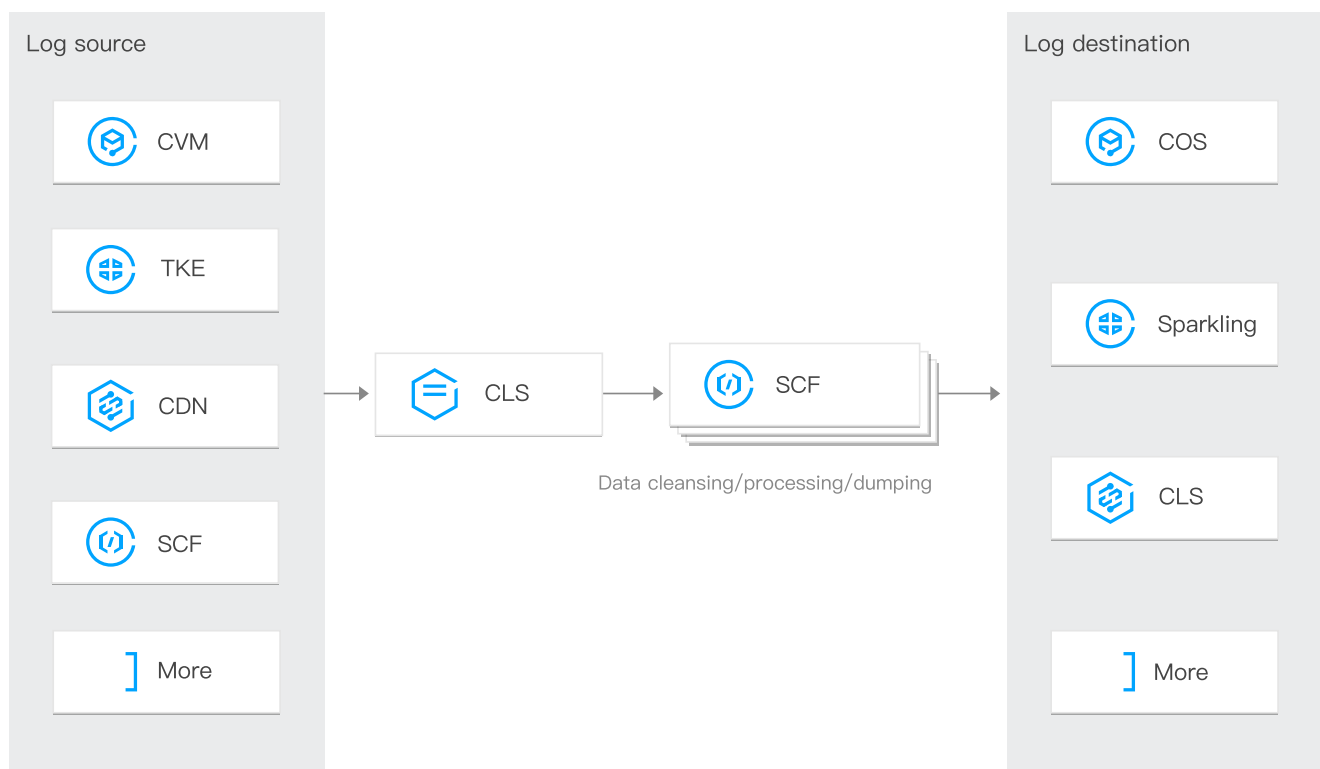 Log source
CVM
TKE
CDN
SCF
More
CLS
SCF
Data cleansing/processing/dumping
Log destination
COS
Sparkling
CLS
More